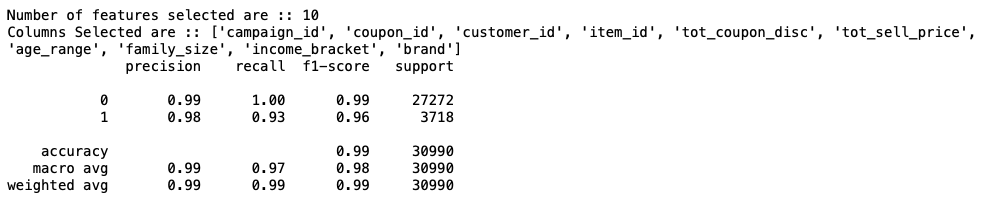 Number of features selected are :: 10
Columns Selected are :: ['campaign_id', 'coupon_id', 'customer_id', 'item_id', 'tot_coupon_disc', 'tot_sell_price',
'age_range', 'family_size', 'income_bracket', 'brand']
precision recall f1-score support
0 0.99 1.00 0.99 27272
1 0.98 0.93 0.96 3718
accuracy 0.99 30990
macro avg 0.99 0.97 0.98 30990
weighted avg 0.99 0.99 0.99 30990